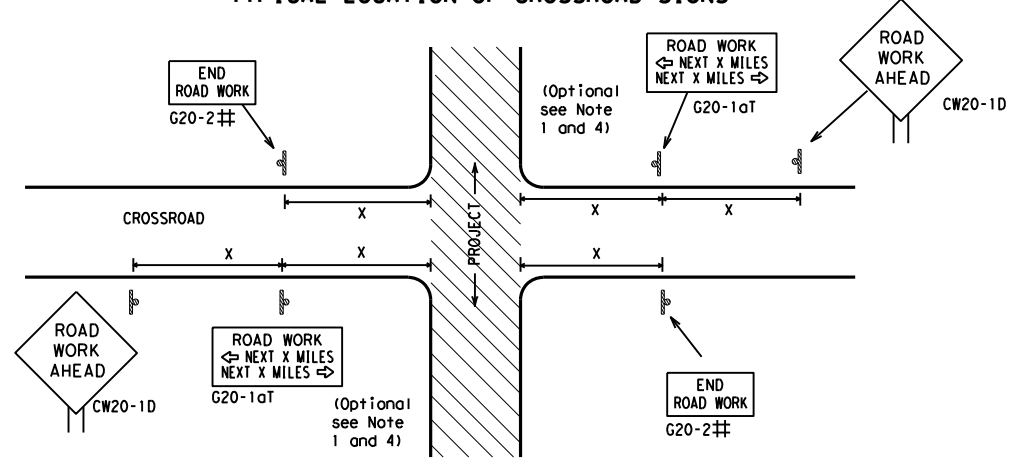 TYPICAL LOCATION OF CROSSROAD SIGNS
END
ROAD WORK
G20-2#
(Optional
see Note
1 and 4)
ROAD WORK
⇦ NEXT X MILES
NEXT X MILES ⇨
G20-1aT
ROAD
WORK
AHEAD
CW20-1D
X
X
X
CROSSROAD
PROJECT
X
X
X
ROAD
WORK
AHEAD
CW20-1D
ROAD WORK
⇦ NEXT X MILES
NEXT X MILES ⇨
G20-1aT
(Optional
see Note
1 and 4)
END
ROAD WORK
G20-2#